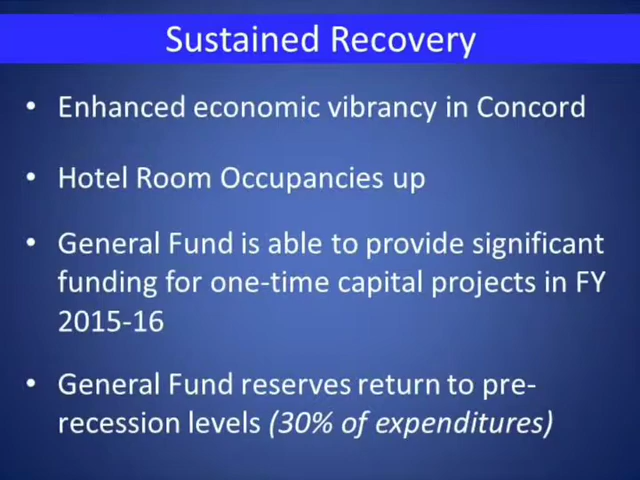 Sustained Recovery
• Enhanced economic vibrancy in Concord
• Hotel Room Occupancies up
• General Fund is able to provide significant
funding for one-time capital projects in FY
2015-16
• General Fund reserves return to pre-
recession levels (30% of expenditures)